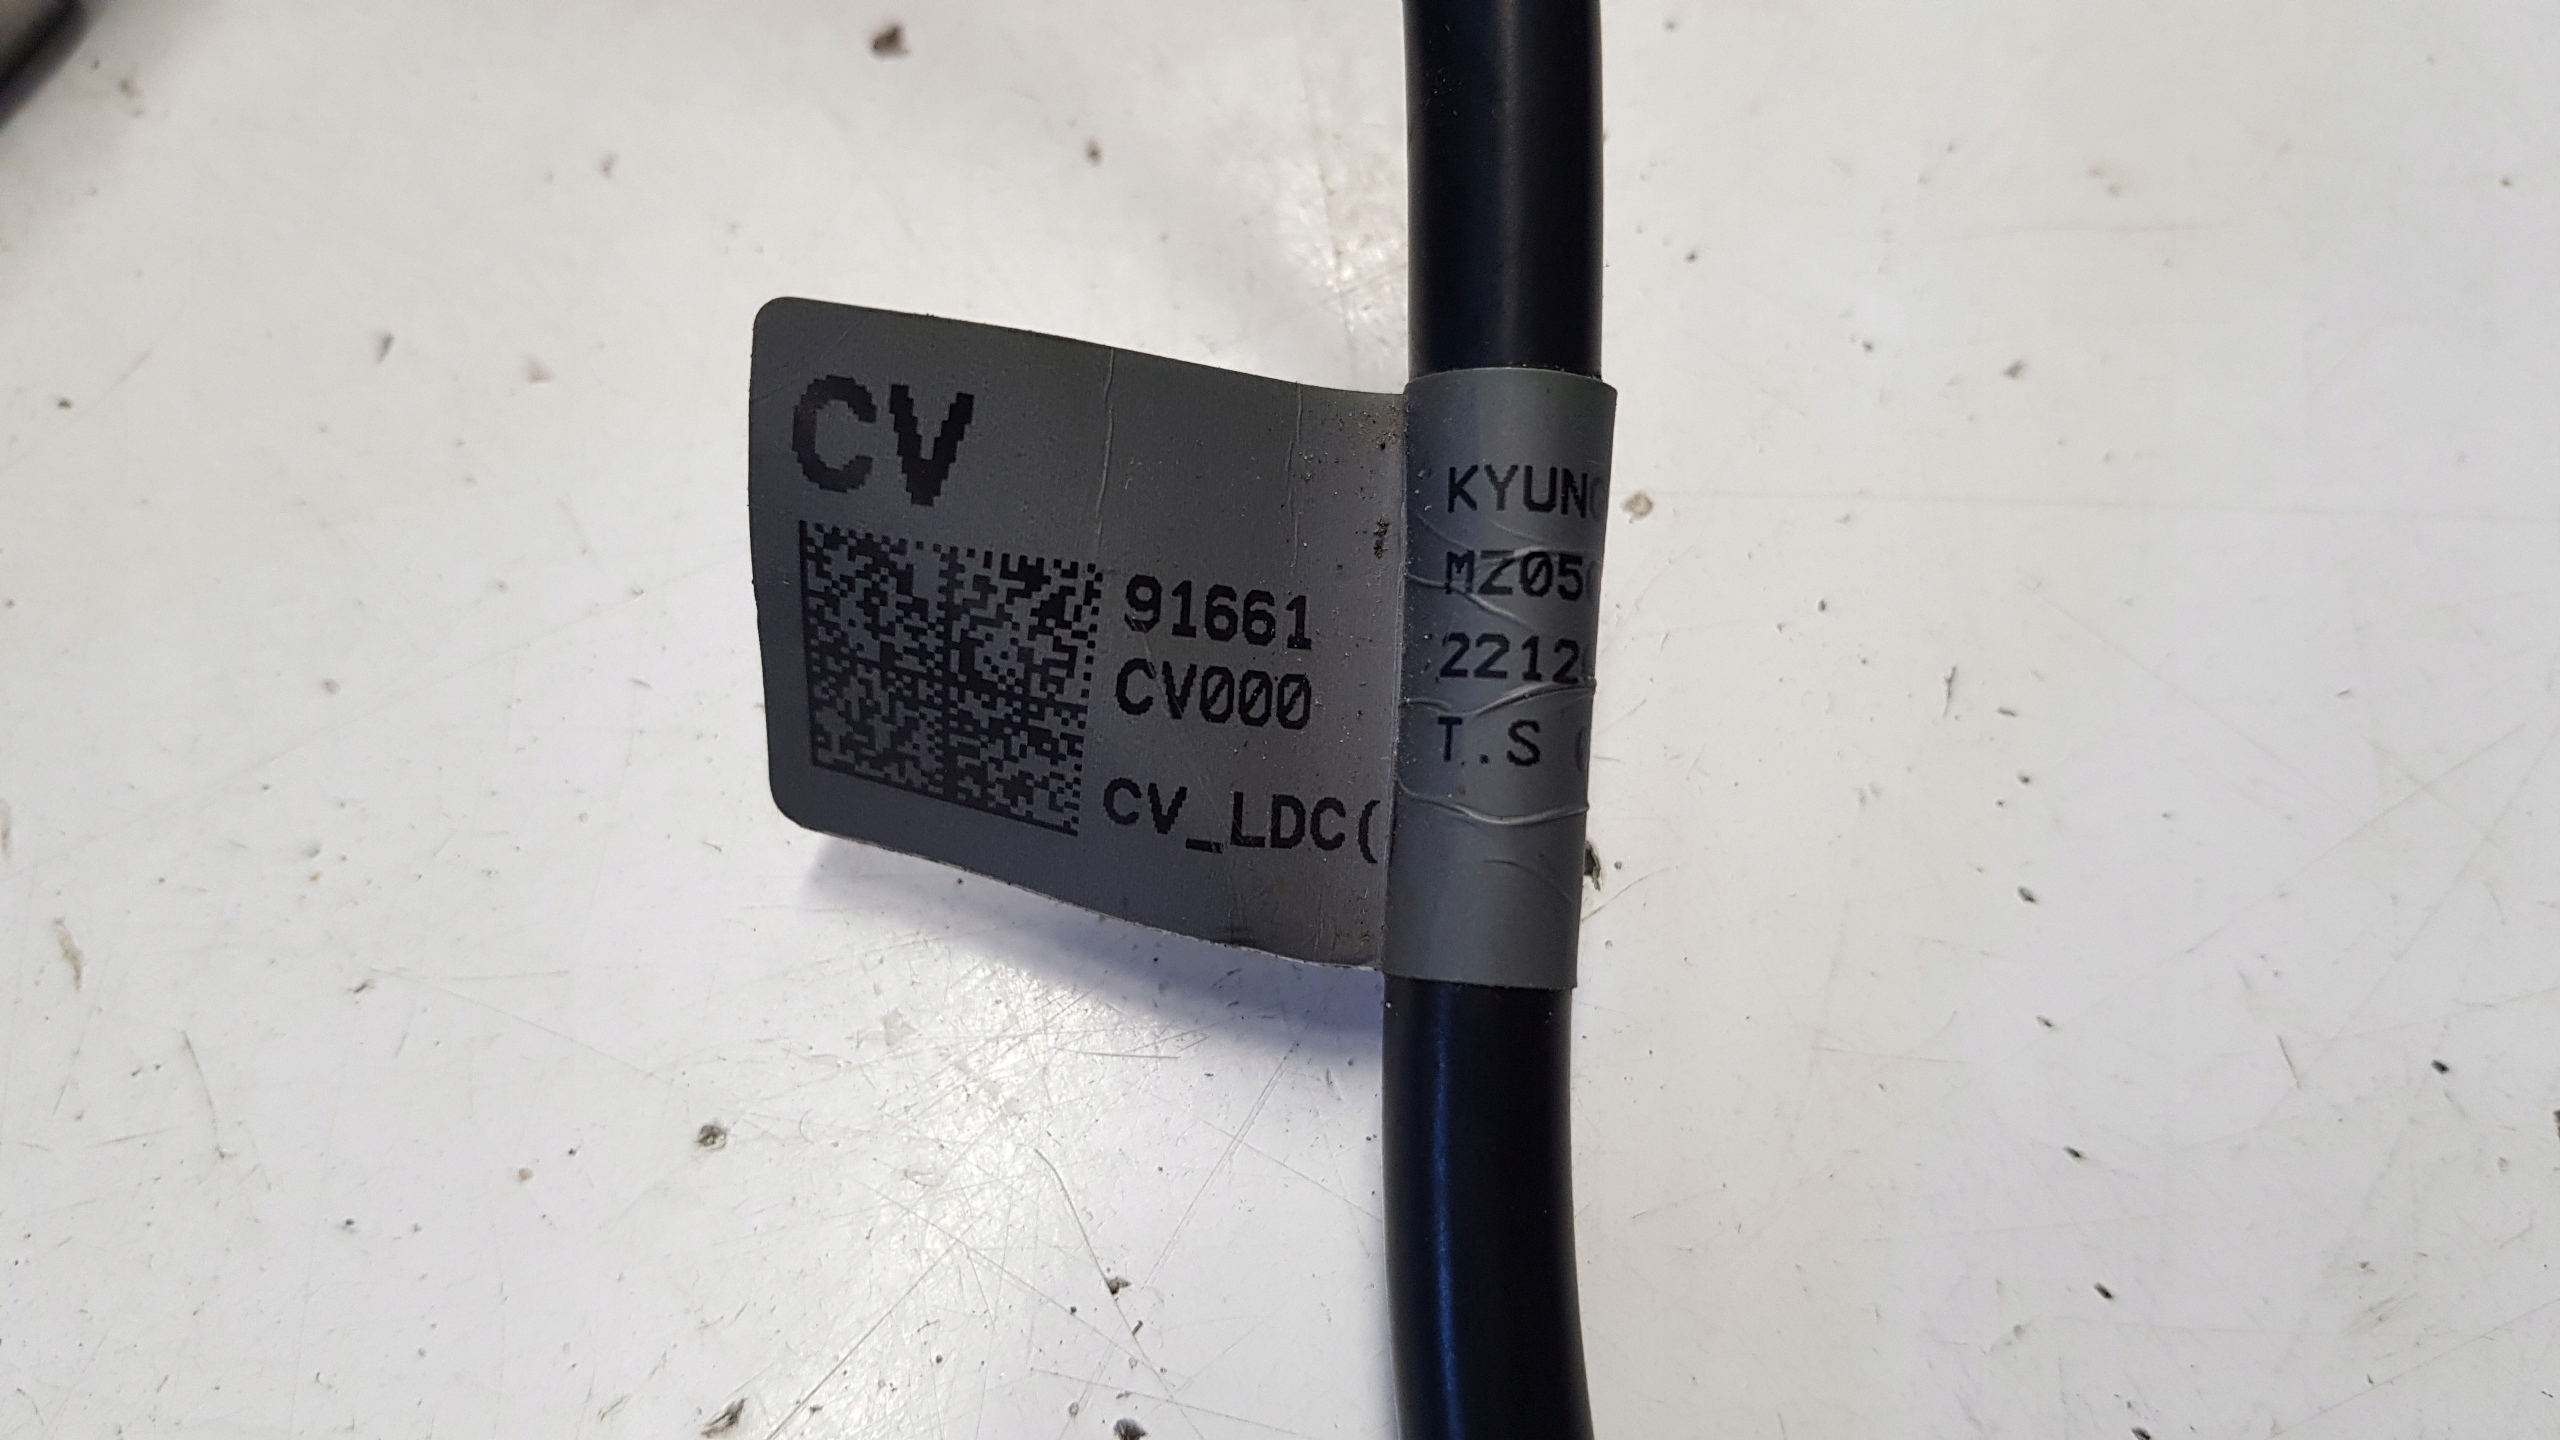 CV
91661
CV000
CV_LDC(
KYUN
MZ05
2212
T.S (